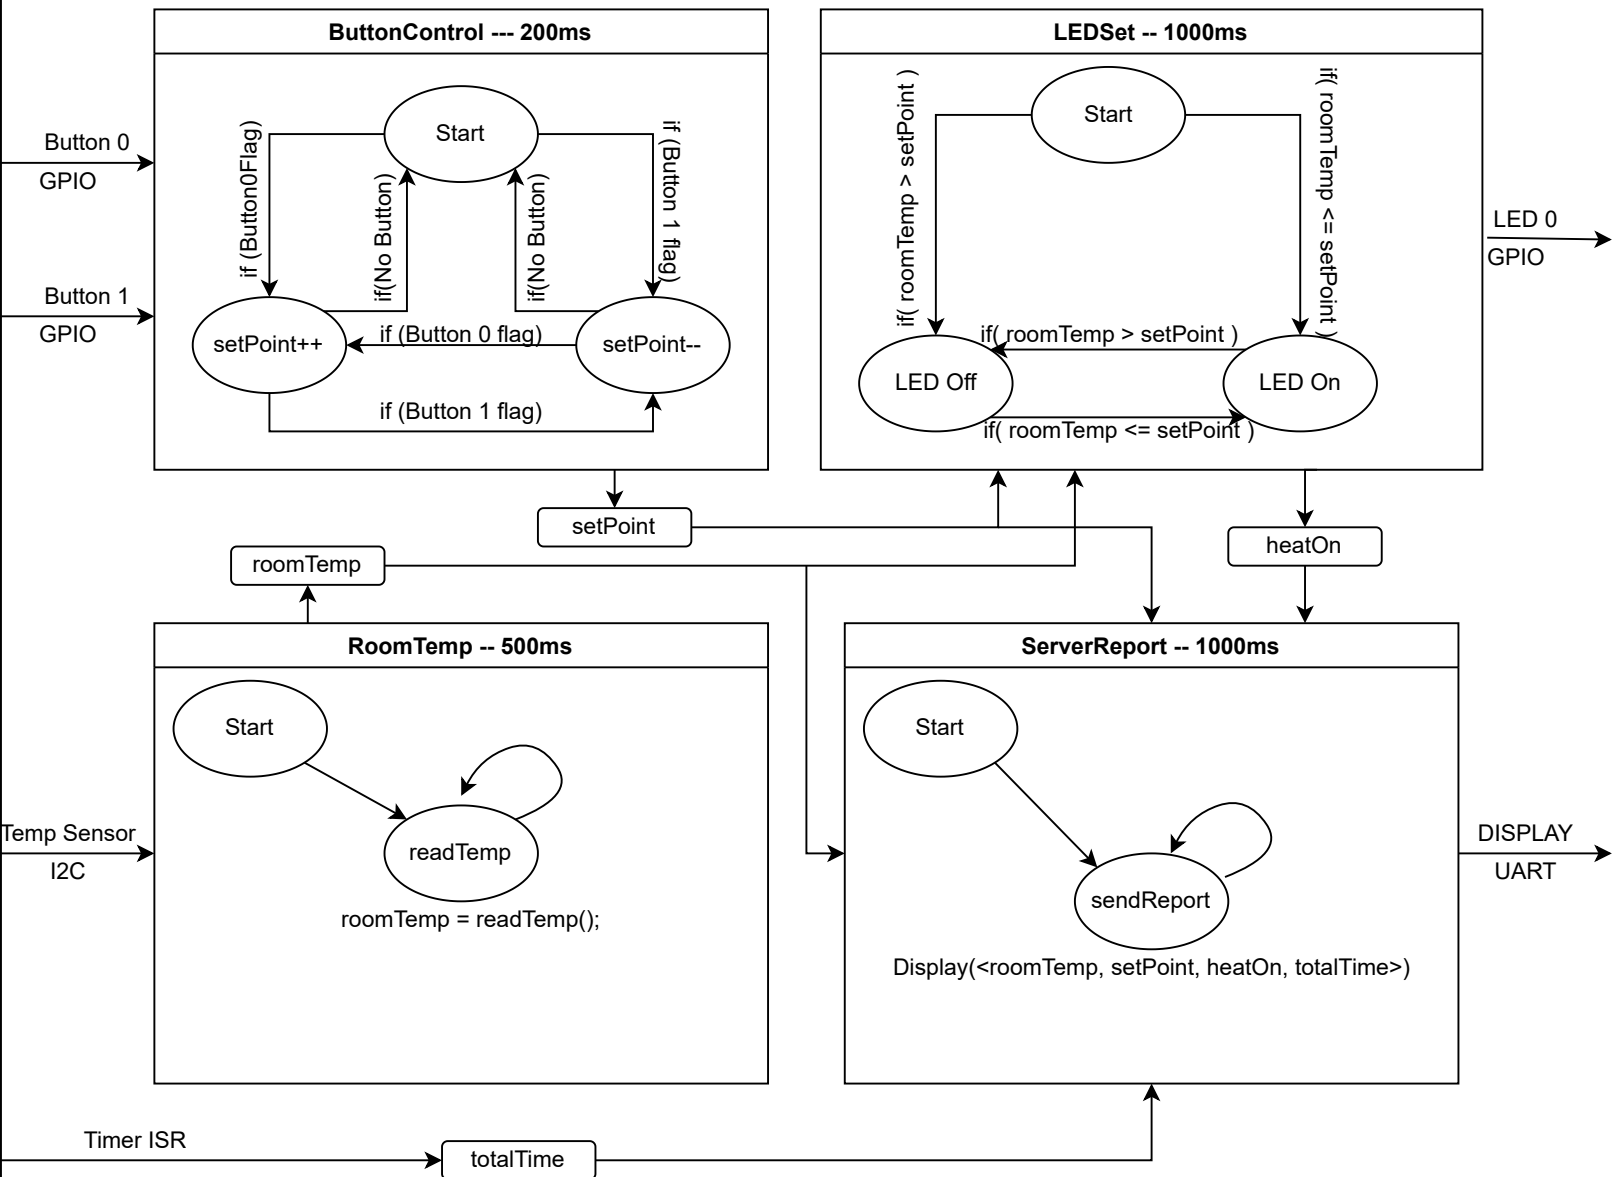 ButtonControl --- 200ms
Start
if (Button0Flag)
if(No Button)
if(No Button)
if (Button 1 flag)
setPoint++
if (Button 0 flag)
setPoint--
if (Button 1 flag)
Button 0
GPIO
Button 1
GPIO
LEDSet -- 1000ms
Start
if( roomTemp > setPoint )
if( roomTemp <= setPoint )
if( roomTemp > setPoint )
LED Off
LED On
if( roomTemp <= setPoint )
LED 0
GPIO
setPoint
heatOn
roomTemp
RoomTemp -- 500ms
Start
readTemp
roomTemp = readTemp();
Temp Sensor
I2C
ServerReport -- 1000ms
Start
sendReport
Display(<roomTemp, setPoint, heatOn, totalTime>)
DISPLAY
UART
Timer ISR
totalTime